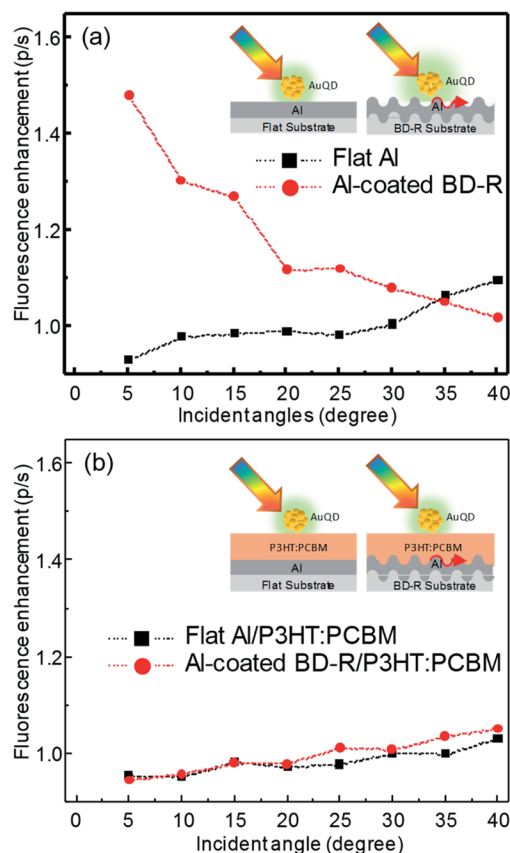 (a)
1.6
1.4
1.2
1.0
Fluorescence enhancement (p/s)
AuQD
AuQD
Al
Al
Flat Substrate
BD-R Substrate
Flat Al
Al-coated BD-R
0 5 10 15 20 25 30 35 40
Incident angles (degree)
(b)
1.6
1.4
1.2
1.0
Fluorescence enhancement (p/s)
AuQD
AuQD
P3HT:PCBM
P3HT:PCBM
Al
Al
Flat Substrate
BD-R Substrate
Flat Al/P3HT:PCBM
Al-coated BD-R/P3HT:PCBM
0 5 10 15 20 25 30 35 40
Incident angle (degree)